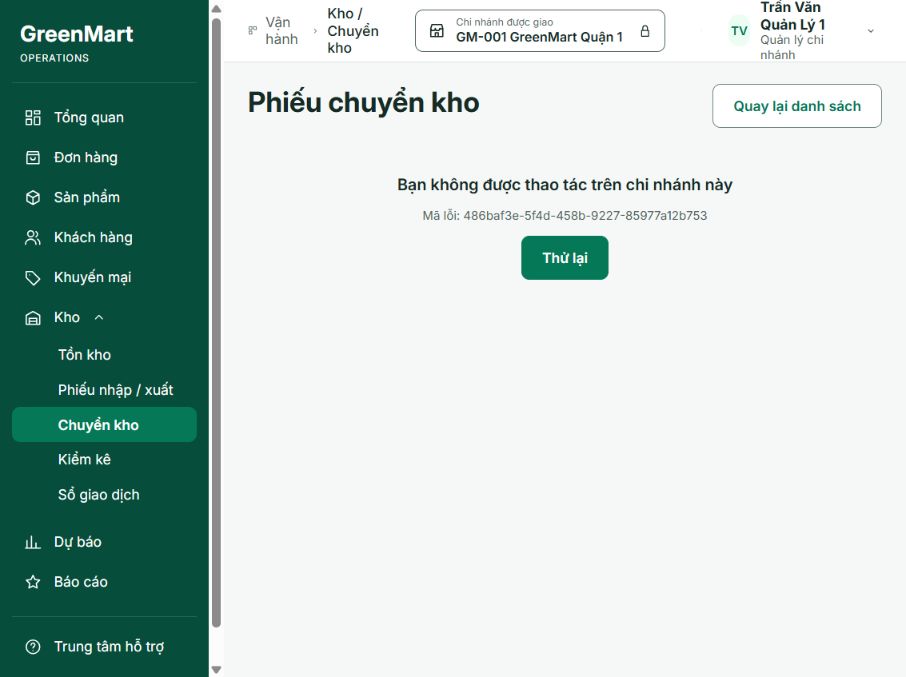 GreenMart
OPERATIONS
Tổng quan
Đơn hàng
Sản phẩm
Khách hàng
Khuyến mại
Kho
Tồn kho
Phiếu nhập / xuất
Chuyển kho
Kiểm kê
Sổ giao dịch
Dự báo
Báo cáo
Trung tâm hỗ trợ
Vận
hành
Kho /
Chuyển
kho
Chi nhánh được giao
GM-001 GreenMart Quận 1
TV
Trần Văn
Quản Lý 1
Quản lý chi
nhánh
Phiếu chuyển kho
Quay lại danh sách
Bạn không được thao tác trên chi nhánh này
Mã lỗi: 486baf3e-5f4d-458b-9227-85977a12b753
Thử lại